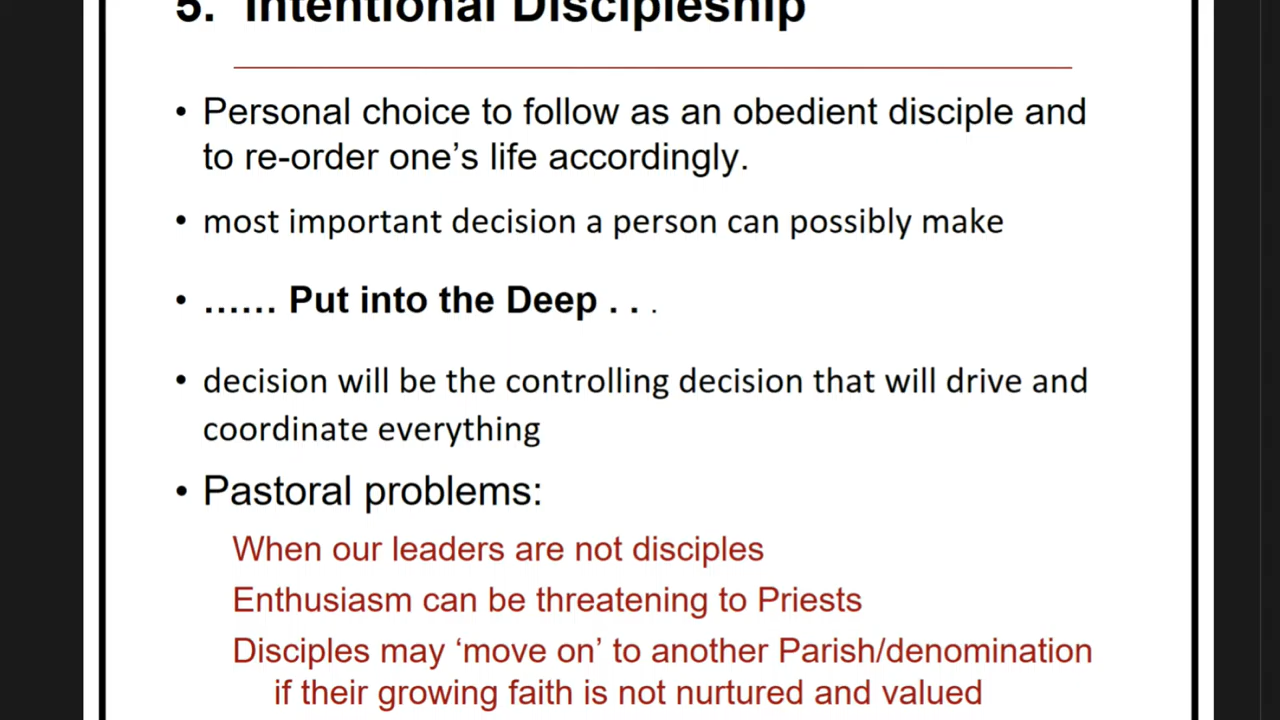 5. Intentional Discipleship
• Personal choice to follow as an obedient disciple and
to re-order one’s life accordingly.
• most important decision a person can possibly make
• …… Put into the Deep . . .
• decision will be the controlling decision that will drive and
coordinate everything
• Pastoral problems:
When our leaders are not disciples
Enthusiasm can be threatening to Priests
Disciples may ‘move on’ to another Parish/denomination
if their growing faith is not nurtured and valued